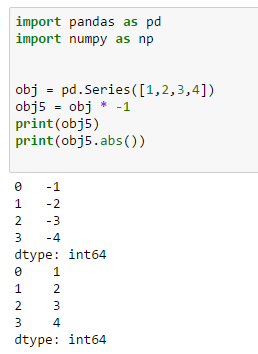 import pandas as pd
import numpy as np
obj = pd.Series([1,2,3,4])
obj5 = obj * -1
print(obj5)
print(obj5.abs())
0   -1
1   -2
2   -3
3   -4
dtype: int64
0    1
1    2
2    3
3    4
dtype: int64